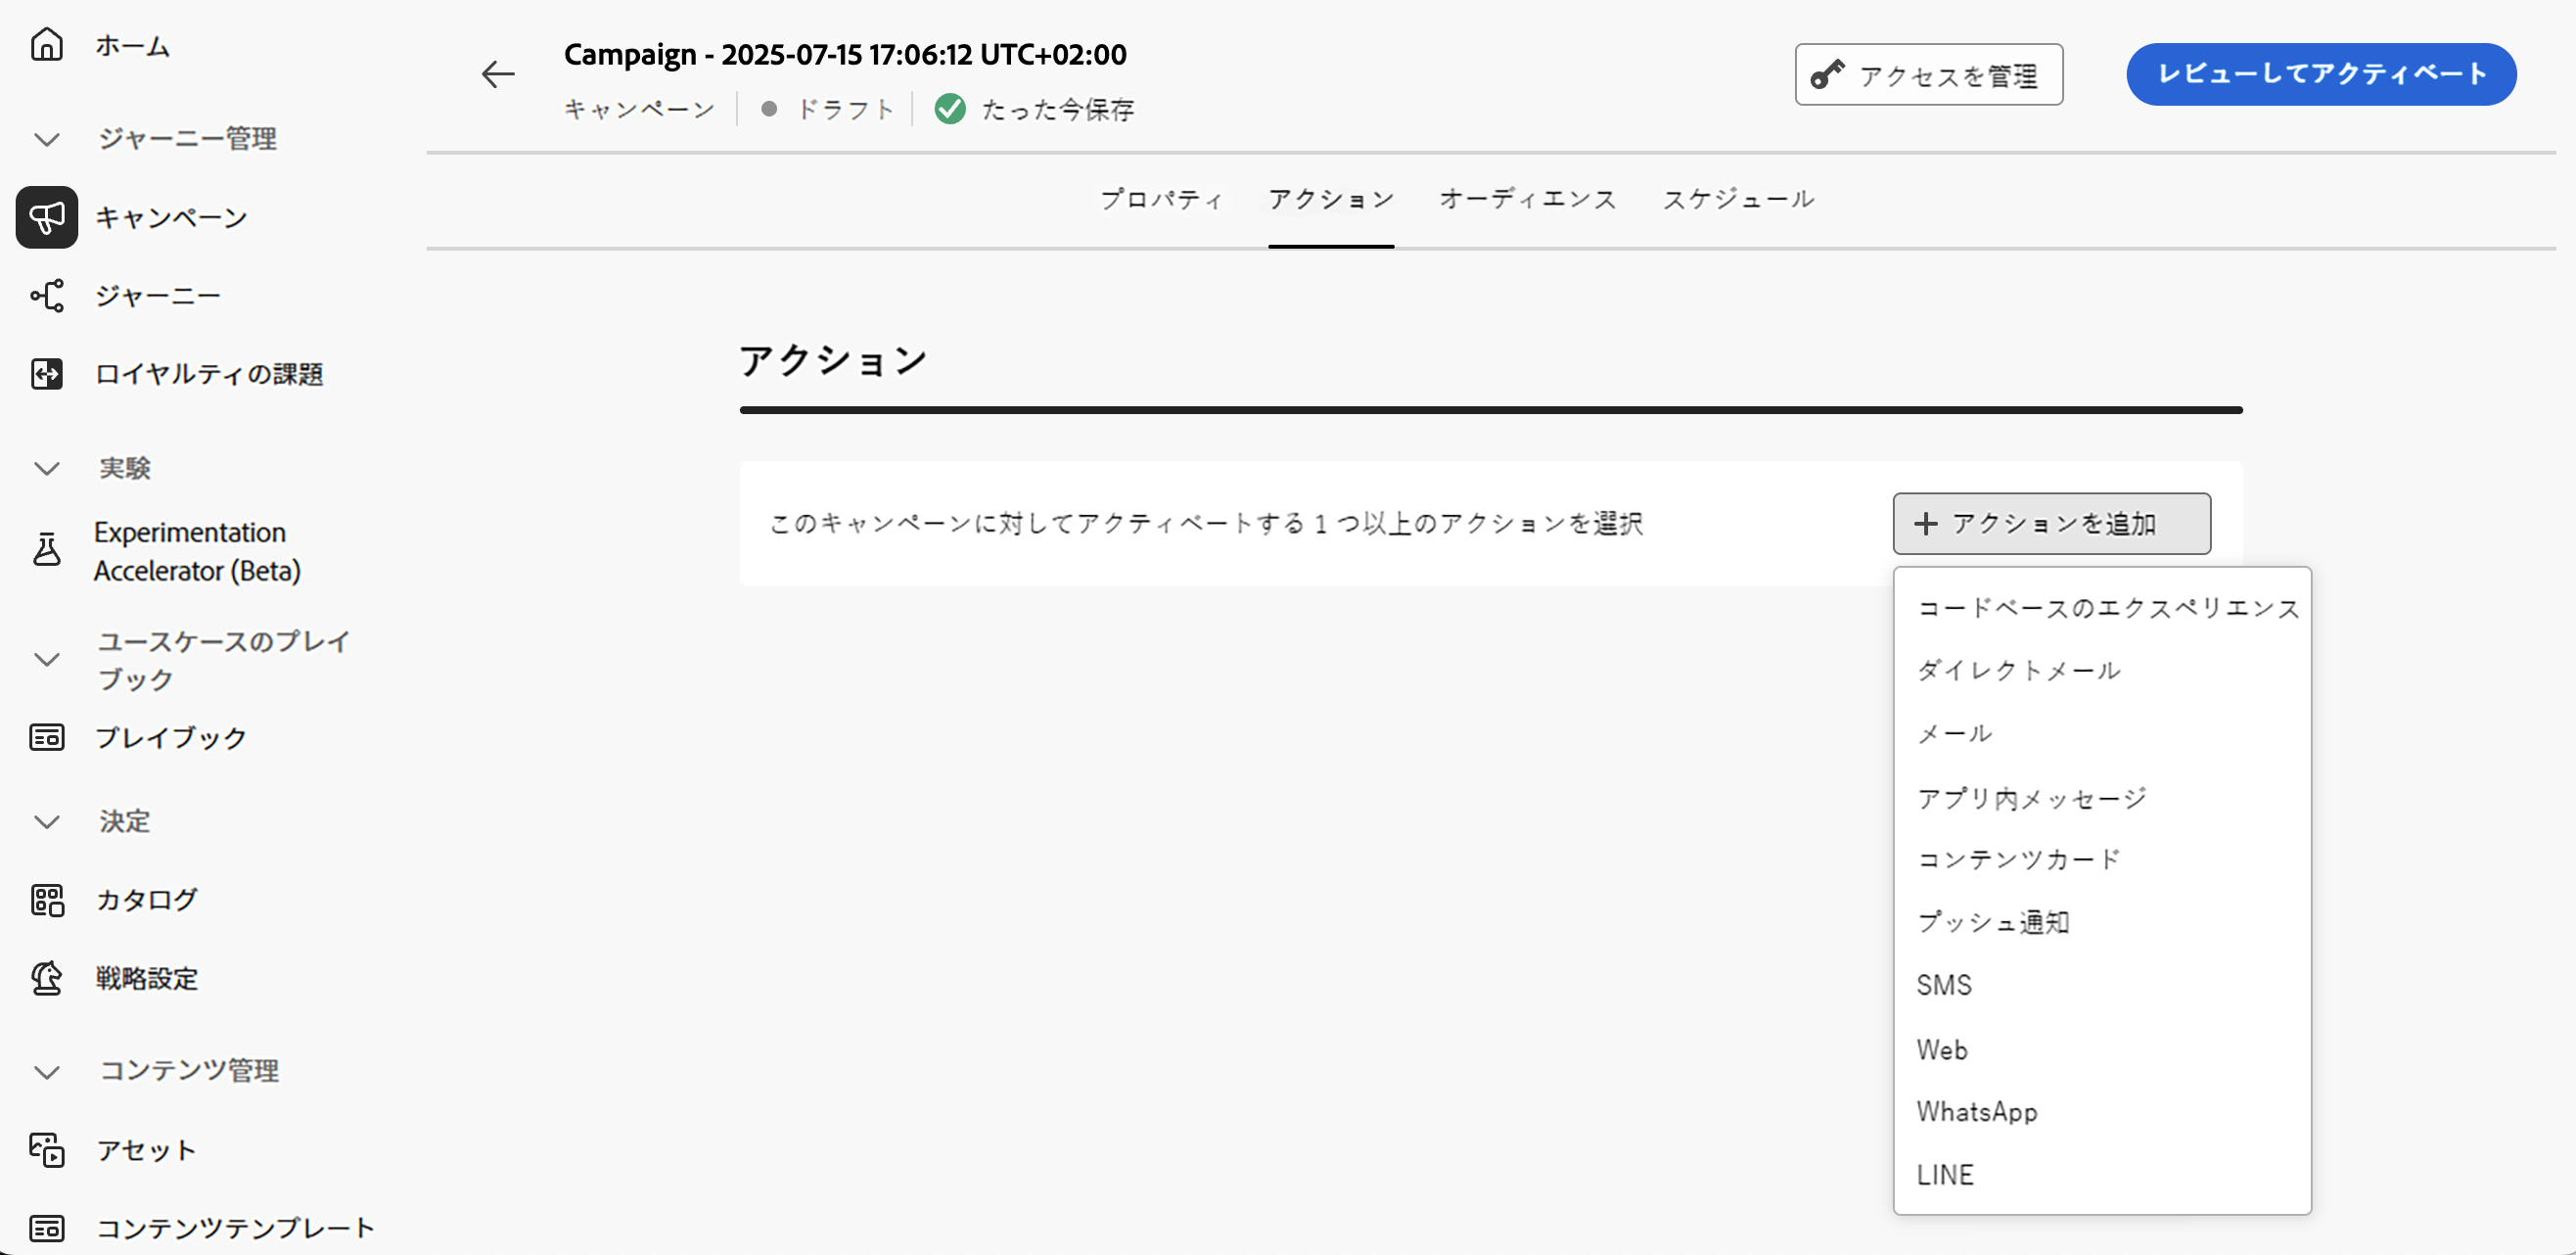 ホーム
ジャーニー管理
キャンペーン
ジャーニー
ロイヤルティの課題
実験
Experimentation
Accelerator (Beta)
ユースケースのプレイ
ブック
プレイブック
決定
カタログ
戦略設定
コンテンツ管理
アセット
コンテンツテンプレート
Campaign - 2025-07-15 17:06:12 UTC+02:00
キャンペーン ドラフト たった今保存
アクセスを管理
レビューしてアクティベート
プロパティ アクション オーディエンス スケジュール
アクション
このキャンペーンに対してアクティベートする 1 つ以上のアクションを選択
アクションを追加
コードベースのエクスペリエンス
ダイレクトメール
メール
アプリ内メッセージ
コンテンツカード
プッシュ通知
SMS
Web
WhatsApp
LINE